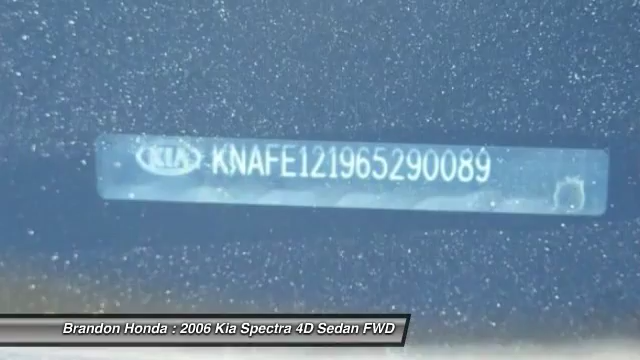 KIA KNAFE121965290089
Brandon Honda : 2006 Kia Spectra 4D Sedan FWD